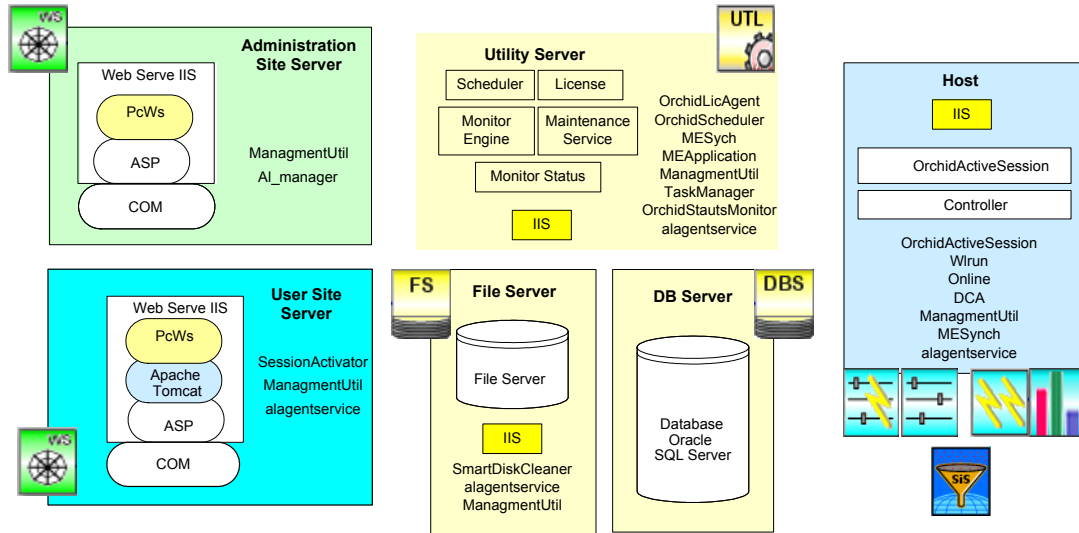 WS
Administration
Site Server
Web Serve IIS
PcWs
ASP
COM
ManagmentUtil
Al_manager
UTL
Utility Server
Scheduler
License
Monitor
Engine
Maintenance
Service
Monitor Status
IIS
OrchidLicAgent
OrchidScheduler
MESych
MEApplication
ManagmentUtil
TaskManager
OrchidStautsMonitor
alagentservice
Host
IIS
OrchidActiveSession
Controller
OrchidActiveSession
Wlrun
Online
DCA
ManagmentUtil
MESynch
alagentservice
SiS
User Site
Server
Web Serve IIS
PcWs
Apache
Tomcat
ASP
COM
SessionActivator
ManagmentUtil
alagentservice
WS
FS
File Server
File Server
IIS
SmartDiskCleaner
alagentservice
ManagmentUtil
DB Server
DBS
Database
Oracle
SQL Server